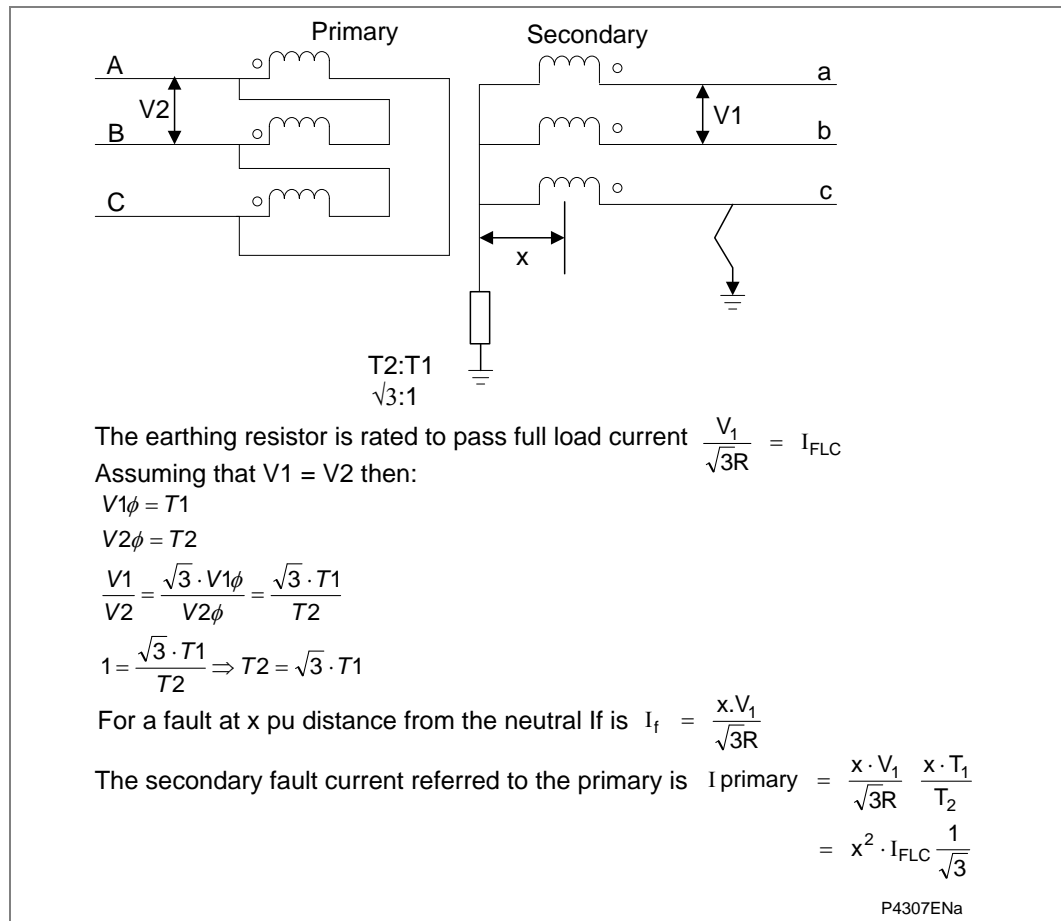 Primary Secondary
A a
V2 V1
B b
C c
x
T2:T1
√3:1
The earthing resistor is rated to pass full load current V₁/√3R = I_FLC
Assuming that V1 = V2 then:
V1ϕ = T1
V2ϕ = T2
V1/V2 = √3 · V1ϕ/V2ϕ = √3 · T1/T2
1 = √3 · T1/T2 ⇒ T2 = √3 · T1
For a fault at x pu distance from the neutral If is I_f = x.V₁/√3R
The secondary fault current referred to the primary is I primary = x · V₁/√3R x · T₁/T₂
= x² · I_FLC 1/√3
P4307ENa